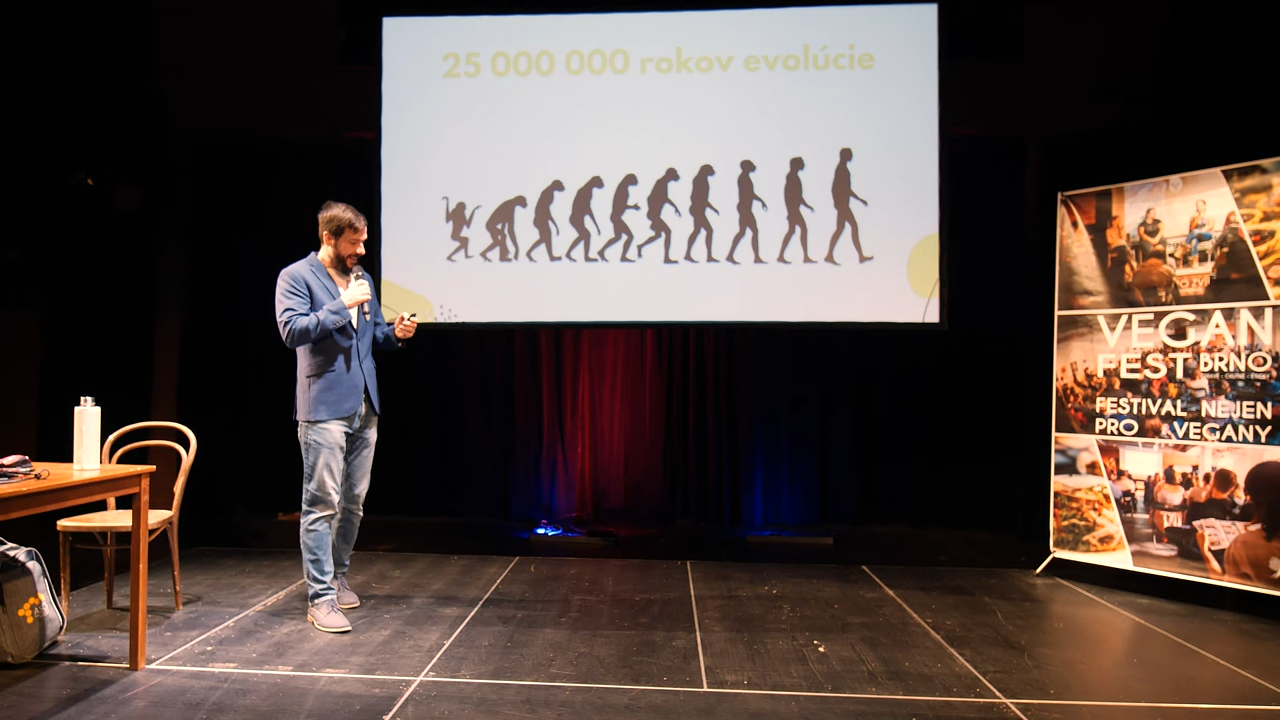 25 000 000 rokov evolúcie
VEGAN
FEST BRNO
FESTIVAL NEJEN
PRO VEGANY